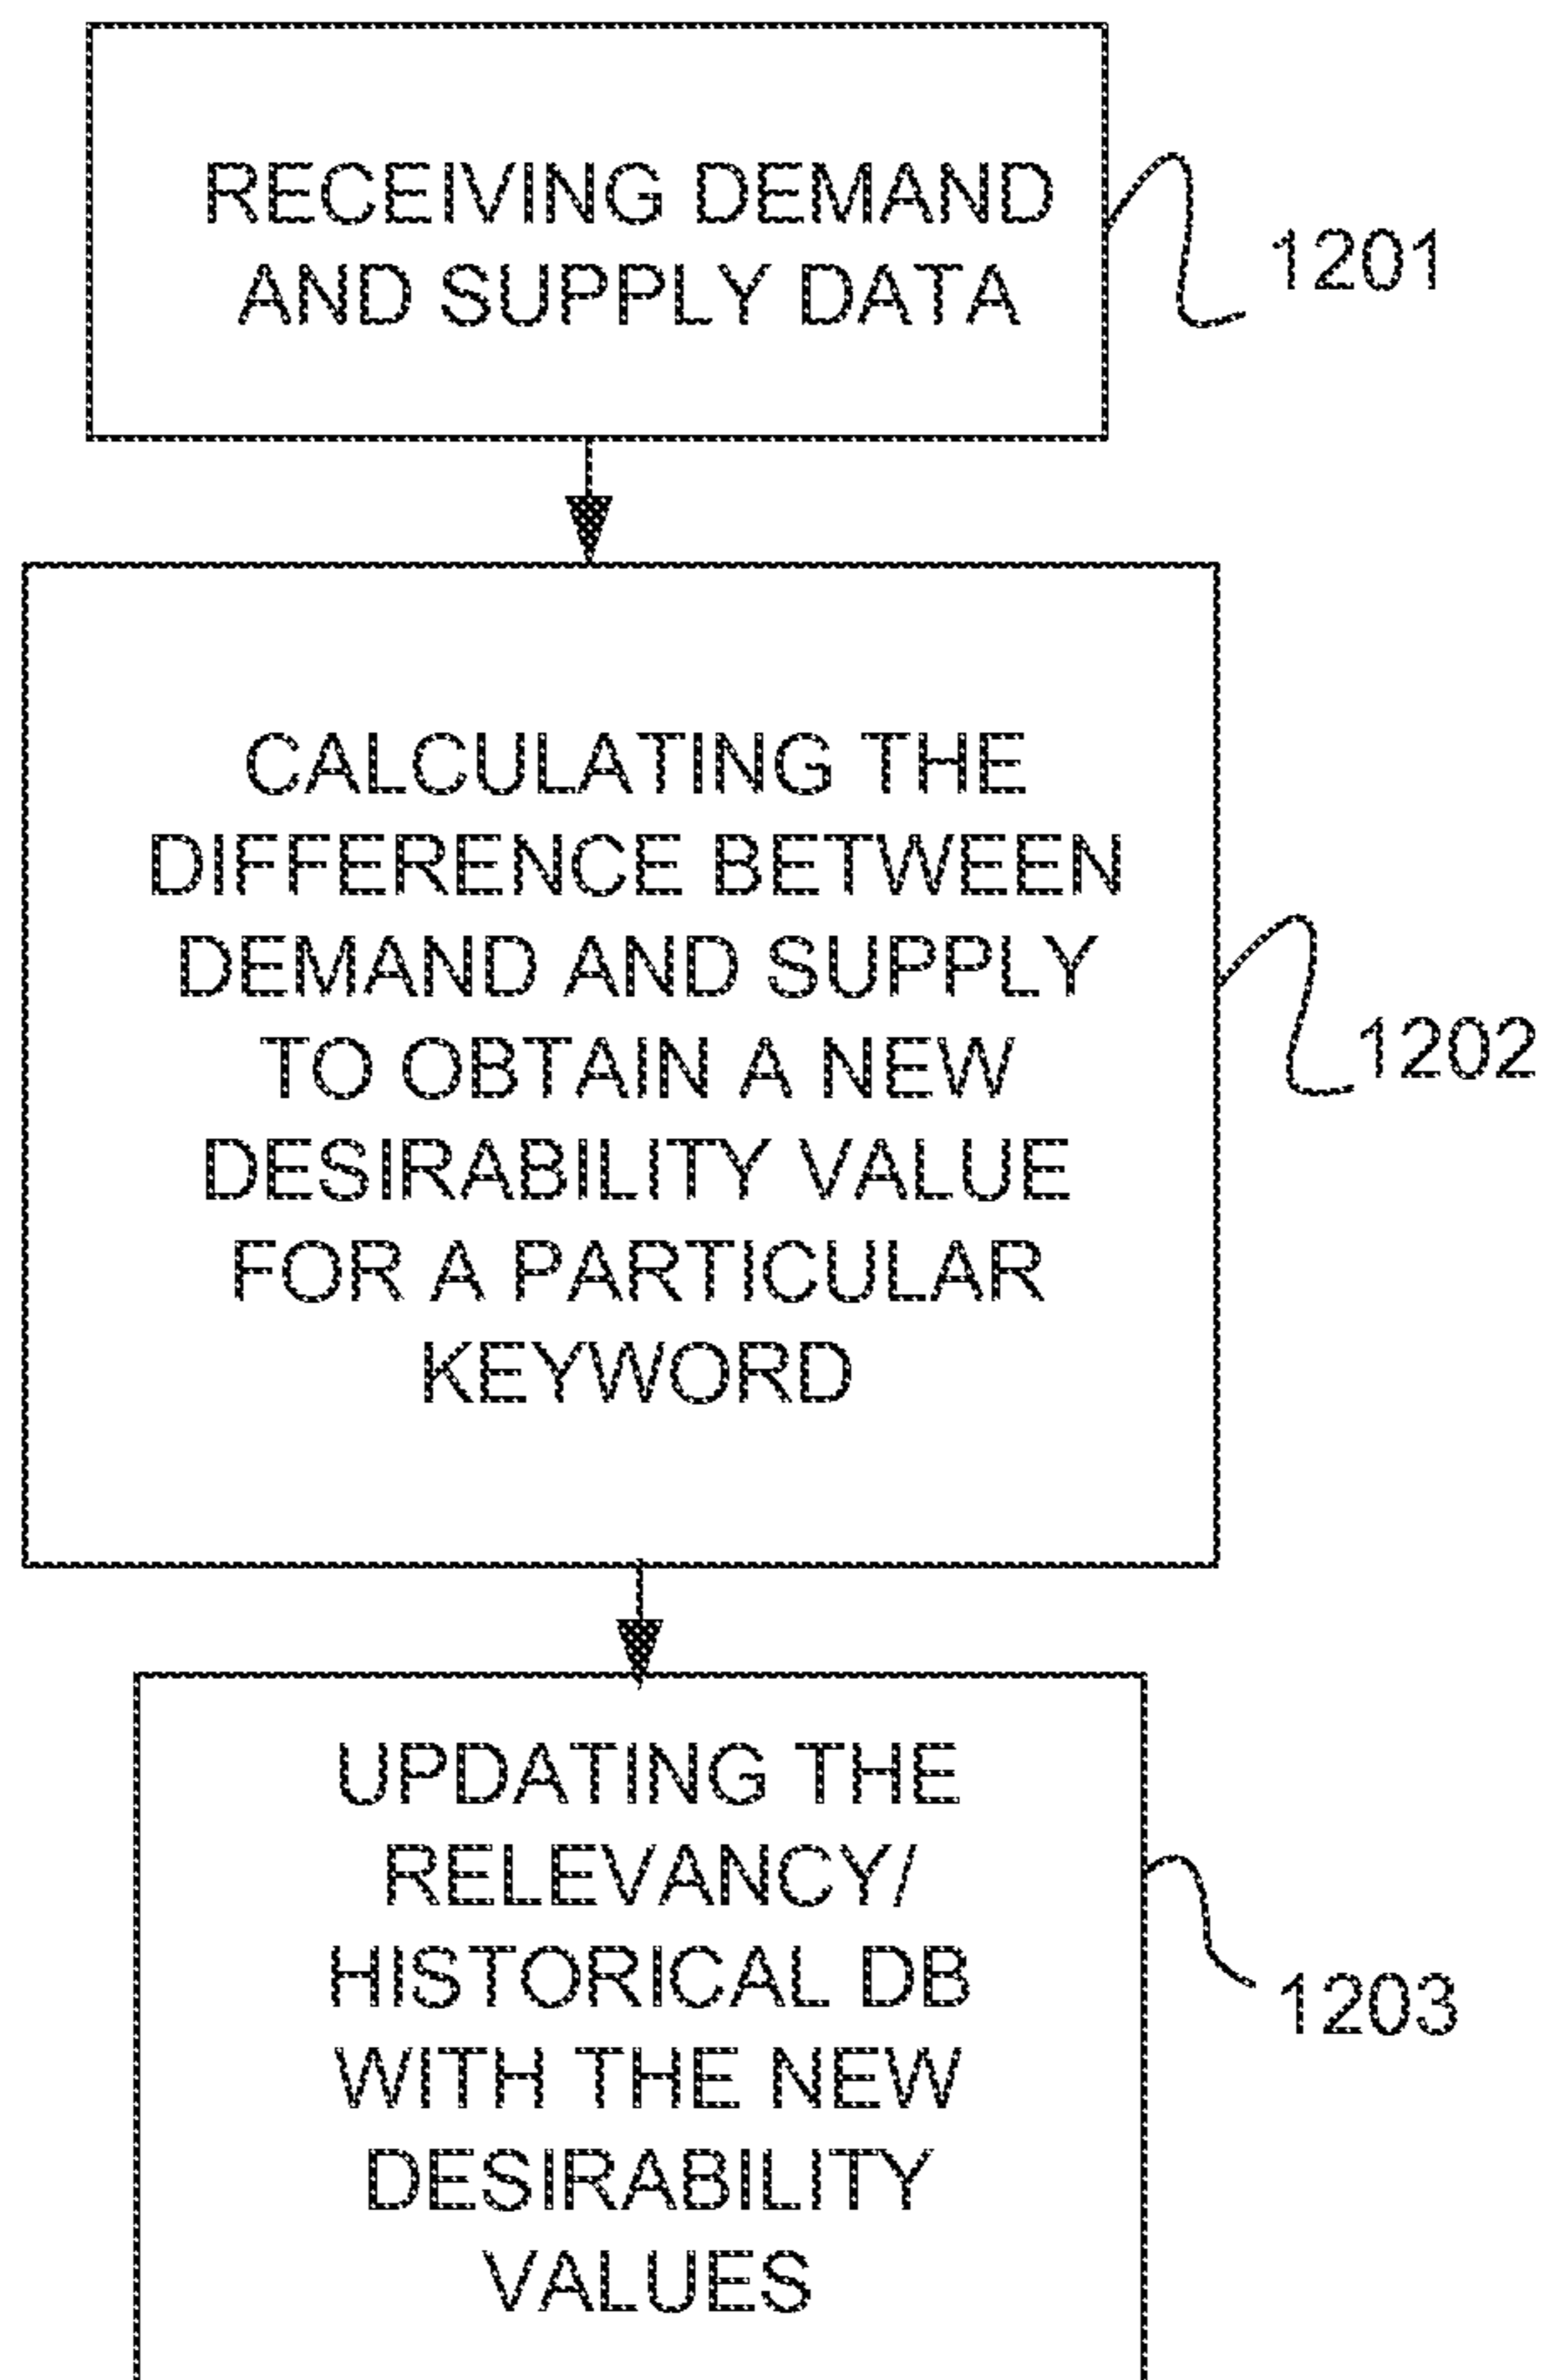 RECEIVING DEMAND
AND SUPPLY DATA
1201
CALCULATING THE
DIFFERENCE BETWEEN
DEMAND AND SUPPLY
TO OBTAIN A NEW
DESIRABILITY VALUE
FOR A PARTICULAR
KEYWORD
1202
UPDATING THE
RELEVANCY/
HISTORICAL DB
WITH THE NEW
DESIRABILITY
VALUES
1203